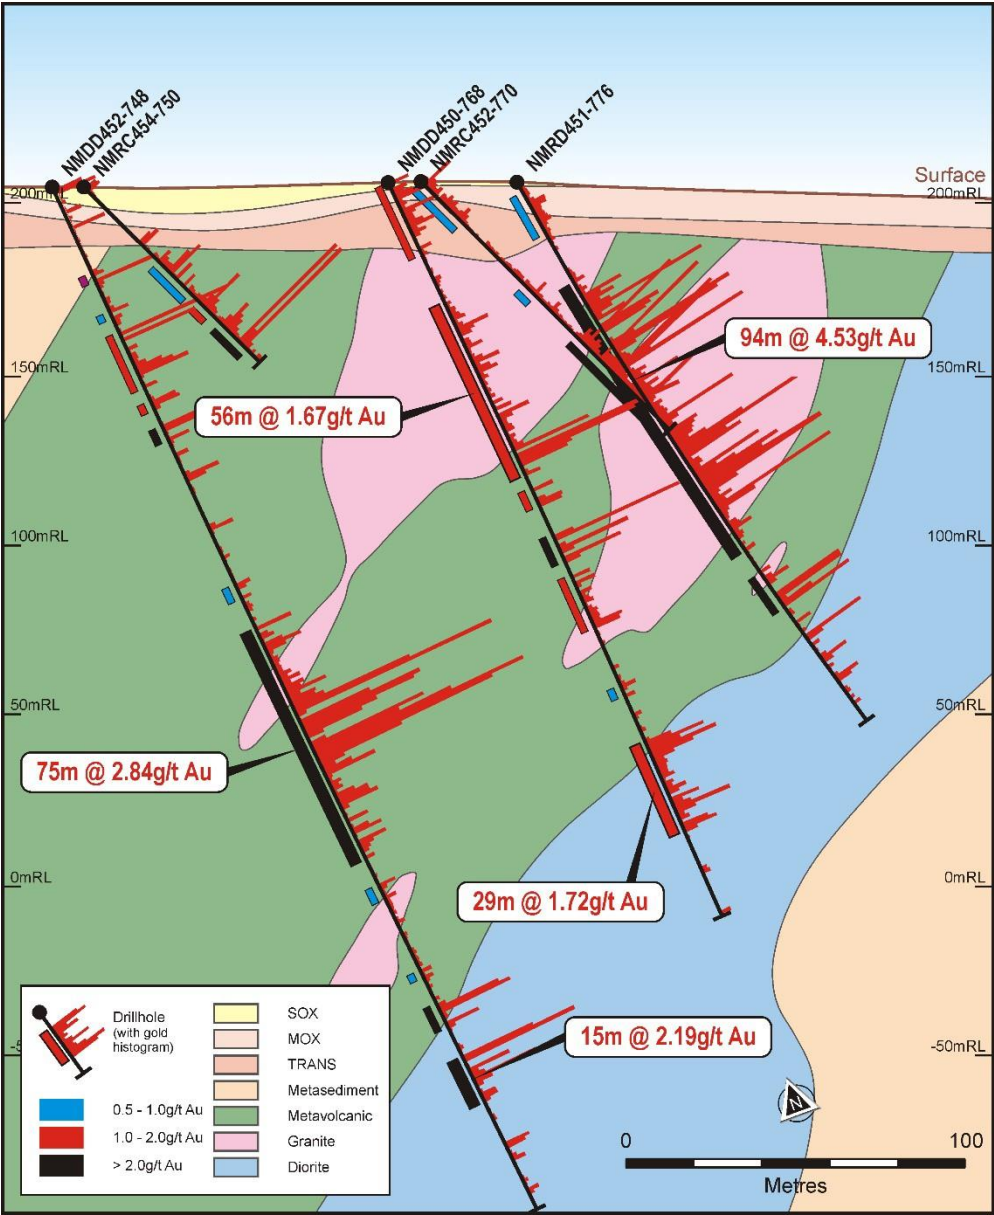 NMDD452-748
NMRC454-750
NMDD450-768
NMRC452-770
NMRD451-776
Surface
200mRL
200mRL
94m @ 4.53g/t Au
150mRL
150mRL
56m @ 1.67g/t Au
100mRL
100mRL
50mRL
50mRL
75m @ 2.84g/t Au
0mRL
0mRL
29m @ 1.72g/t Au
15m @ 2.19g/t Au
-50mRL
-5
Drillhole
(with gold
histogram)
0.5 - 1.0g/t Au
1.0 - 2.0g/t Au
> 2.0g/t Au
SOX
MOX
TRANS
Metasediment
Metavolcanic
Granite
Diorite
N
0 100
Metres